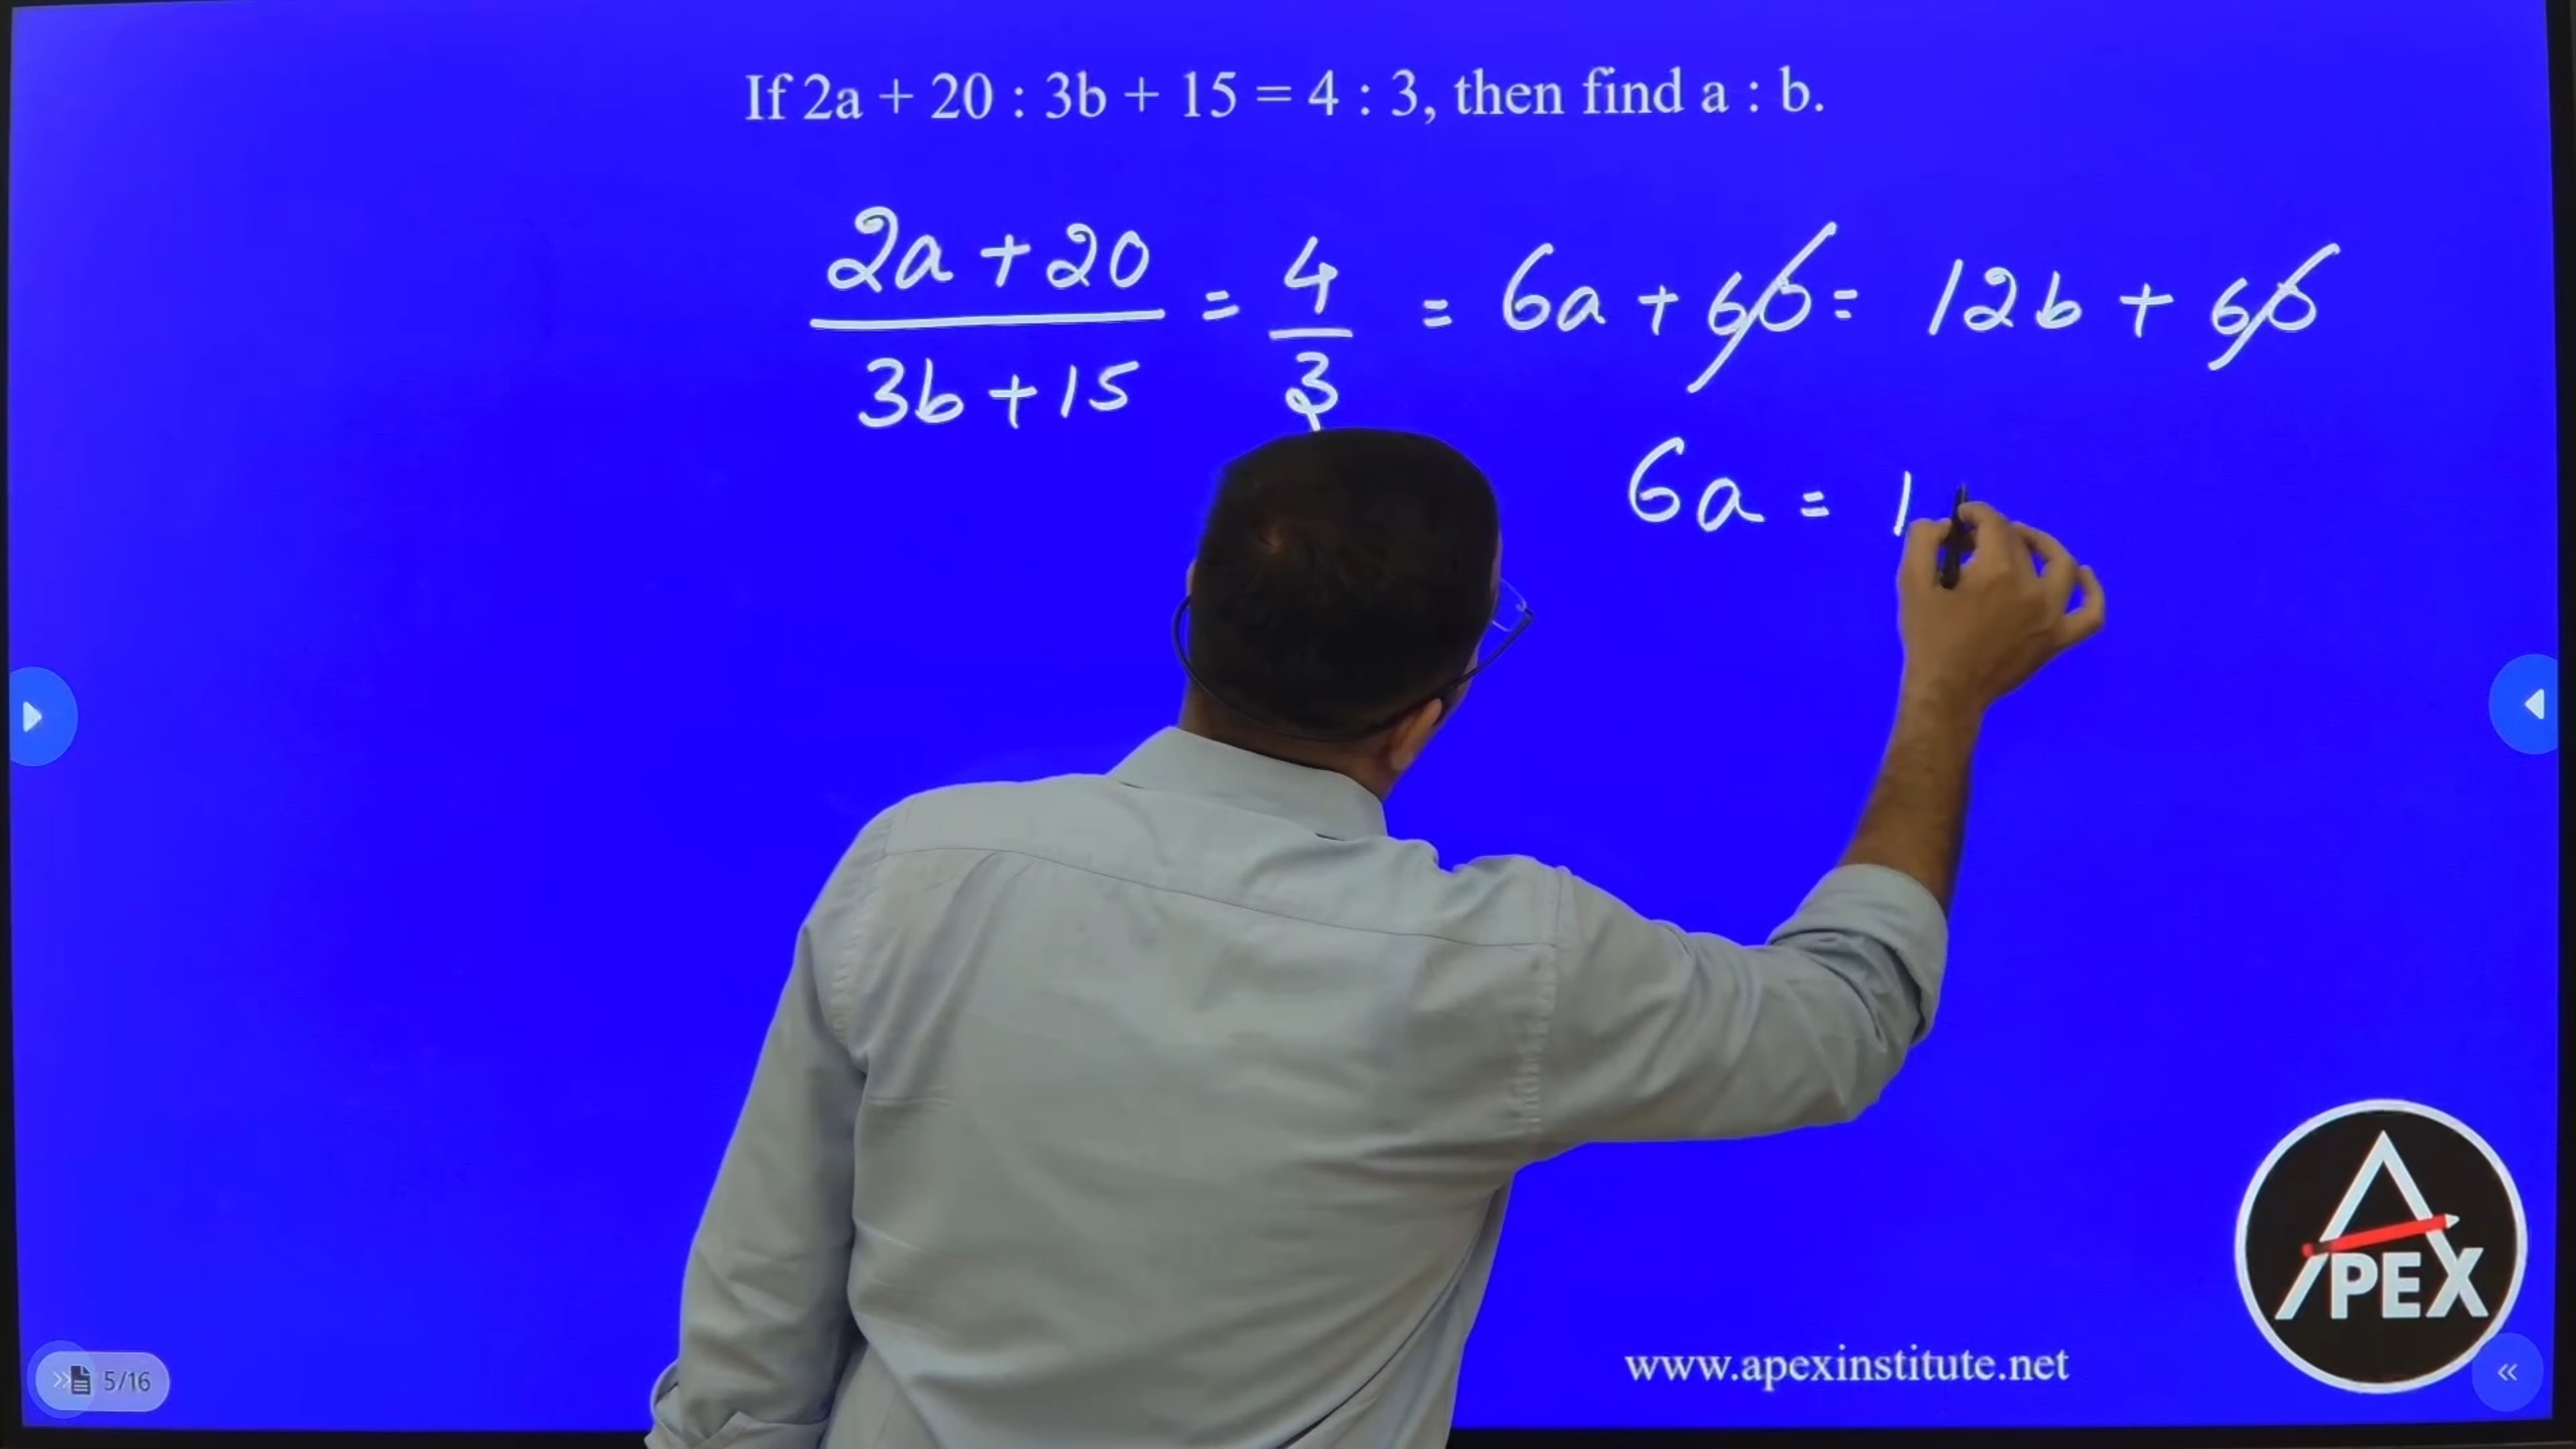 If 2a + 20 : 3b + 15 = 4 : 3, then find a : b.
2a + 20 / 3b + 15 = 4 / 3 = 6a + 60 = 12b + 60
6a = 1
APEX
www.apexinstitute.net
5/16